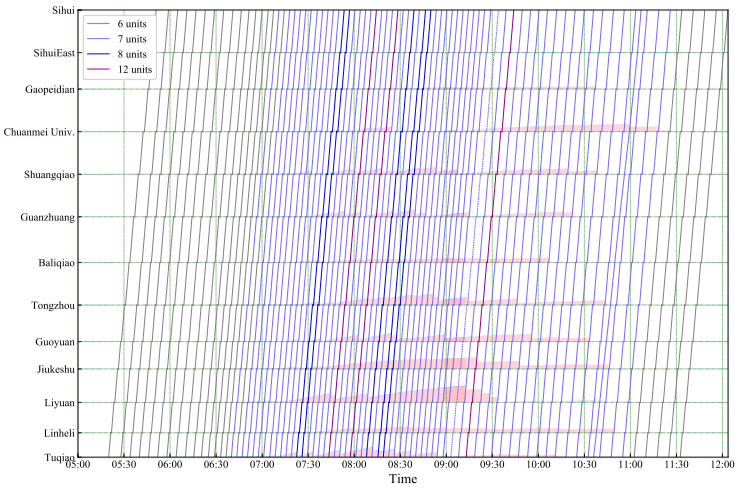 Sihui
6 units
7 units
8 units
12 units
SihuiEast
Gaopeidian
Chuanmei Univ.
Shuangqiao
Guanzhuang
Baliqiao
Tongzhou
Guoyuan
Jiukeshu
Liyuan
Linheli
Tuqiao
05:00 05:30 06:00 06:30 07:00 07:30 08:00 08:30 09:00 09:30 10:00 10:30 11:00 11:30 12:00
Time